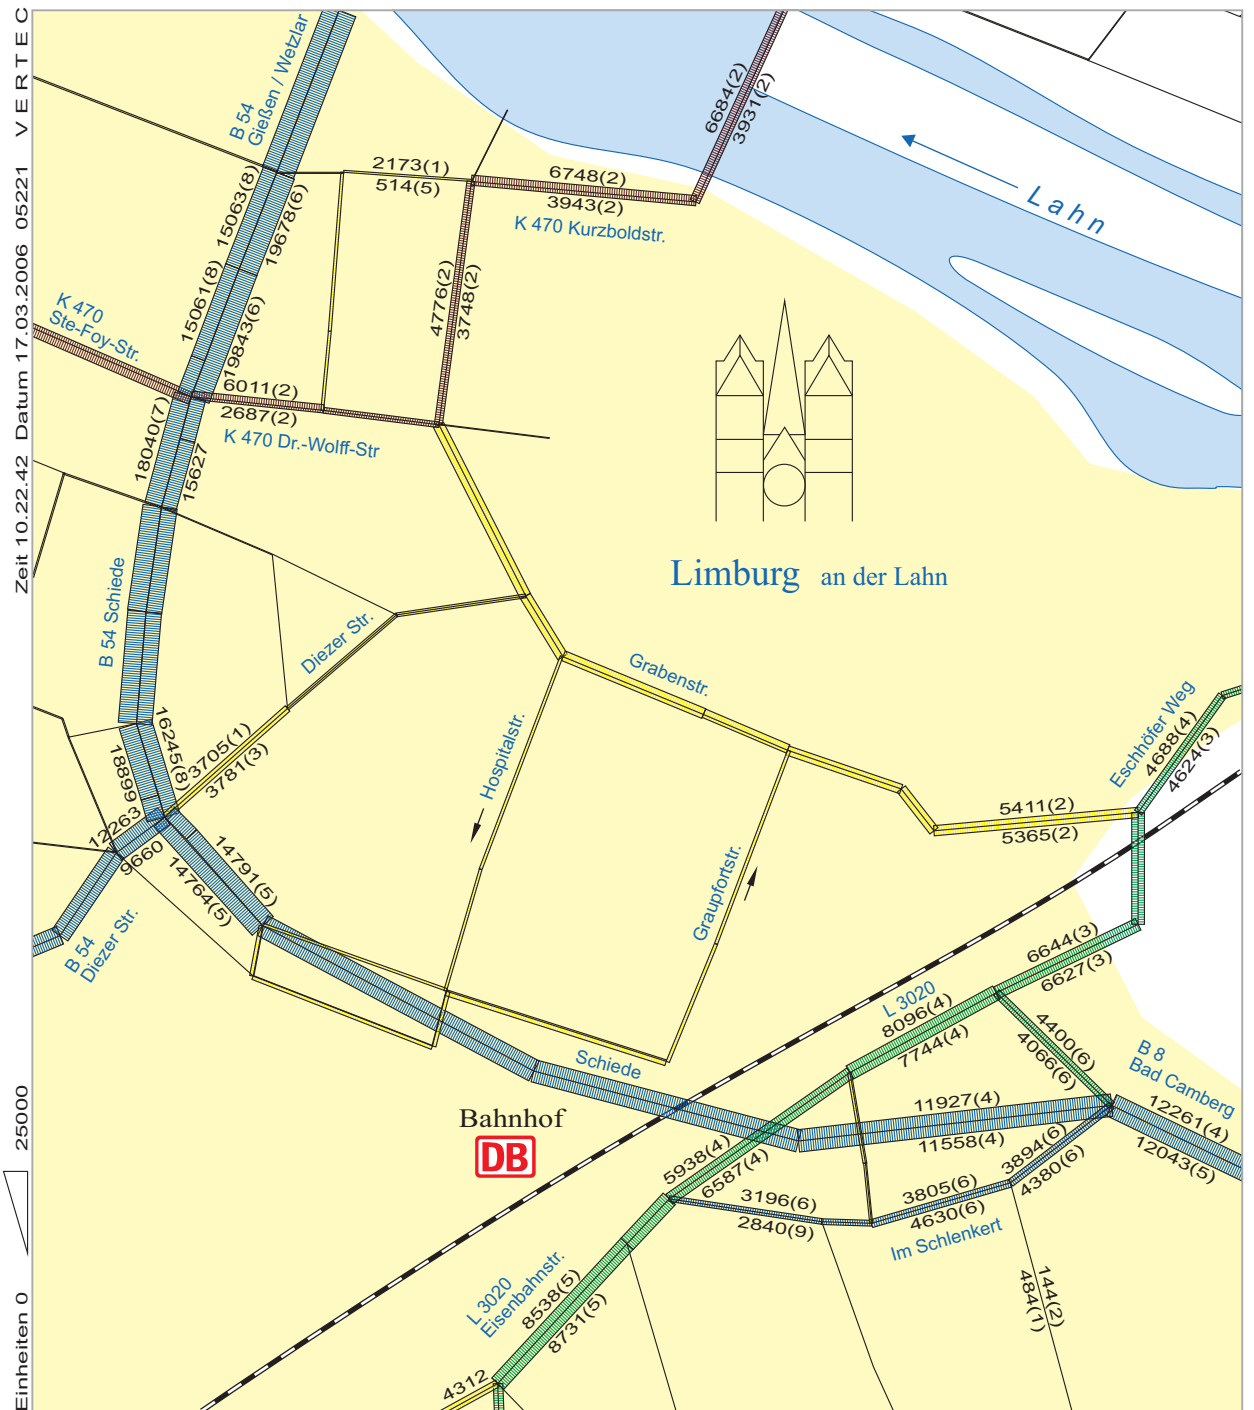 Zeit 10.22.42 Datum 17.03.2006 05221 VERTEC
Einheiten 0 25000
B 54
Gießen / Wetzlar
15063(8)
19678(6)
15061(8)
19843(6)
2173(1)
514(5)
6748(2)
3943(2)
K 470 Kurzboldstr.
6684(2)
3931(2)
Lahn
4776(2)
3748(2)
K 470
Ste-Foy-Str.
6011(2)
2687(2)
K 470 Dr.-Wolff-Str
18040(7)
15627
B 54 Schiede
Limburg an der Lahn
Diezer Str.
Grabenstr.
Hospitalstr.
Graupfortstr.
Eschhöfer Weg
4688(4)
4624(3)
16245(8)
18899
3705(1)
3781(3)
12263
9660
14791(5)
14764(5)
B 54
Diezer Str.
5411(2)
5365(2)
6644(3)
6627(3)
L 3020
8096(4)
7744(4)
4400(6)
4066(6)
B 8
Bad Camberg
12261(4)
12043(5)
Schiede
Bahnhof
DB
11927(4)
11558(4)
5938(4)
6587(4)
3196(6)
2840(9)
3805(6)
4630(6)
3894(6)
4380(6)
Im Schlenkert
144(2)
484(1)
L 3020
Eisenbahnstr.
8538(5)
8731(5)
4312